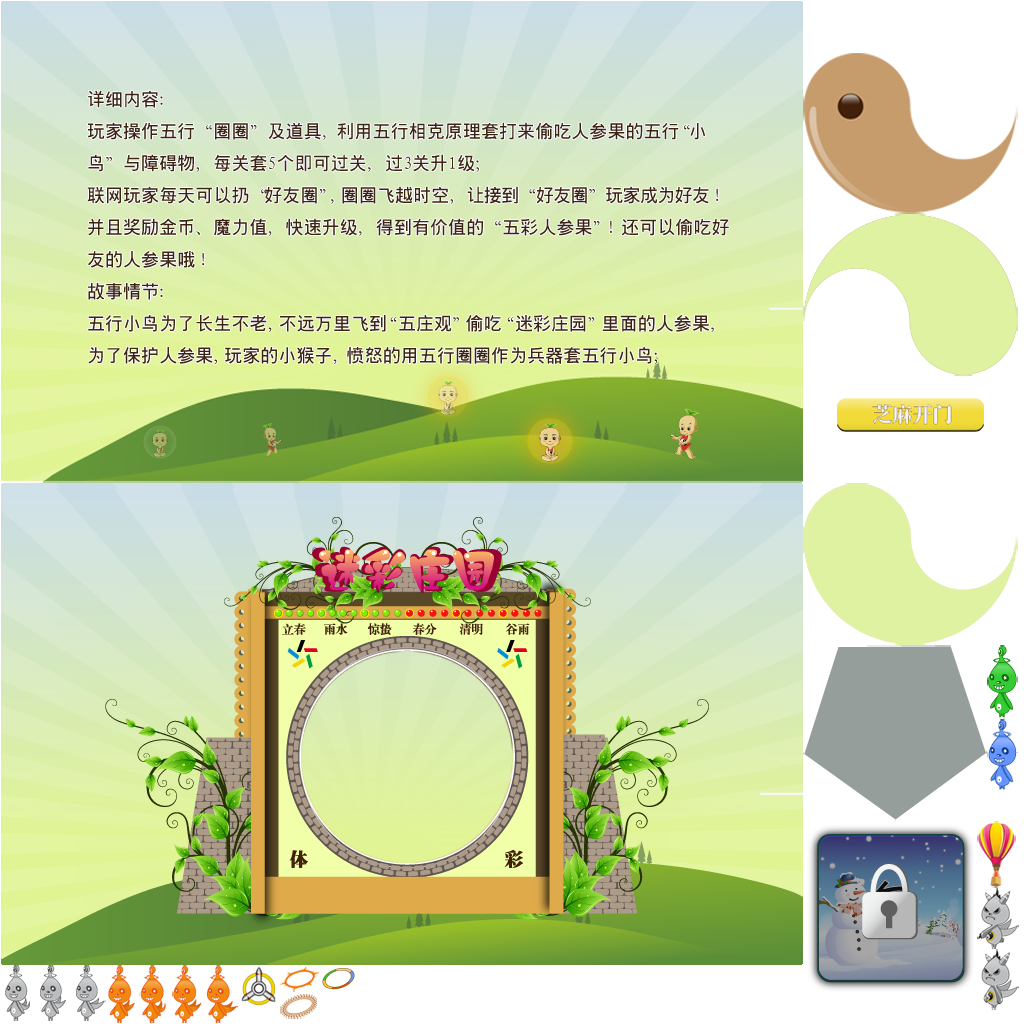 详细内容:
玩家操作五行“圈圈”及道具, 利用五行相克原理套打来偷吃人参果的五行“小
鸟”与障碍物, 每关套5个即可过关, 过3关升1级;
联网玩家每天可以扔“好友圈”, 圈圈飞越时空, 让接到“好友圈”玩家成为好友!
并且奖励金币、魔力值, 快速升级, 得到有价值的“五彩人参果”! 还可以偷吃好
友的人参果哦!
故事情节:
五行小鸟为了长生不老, 不远万里飞到“五庄观”偷吃“迷彩庄园”里面的人参果,
为了保护人参果, 玩家的小猴子, 愤怒的用五行圈圈作为兵器套五行小鸟;
芝麻开门
迷彩庄园
立春 雨水 惊蛰 春分 清明 谷雨
体 彩